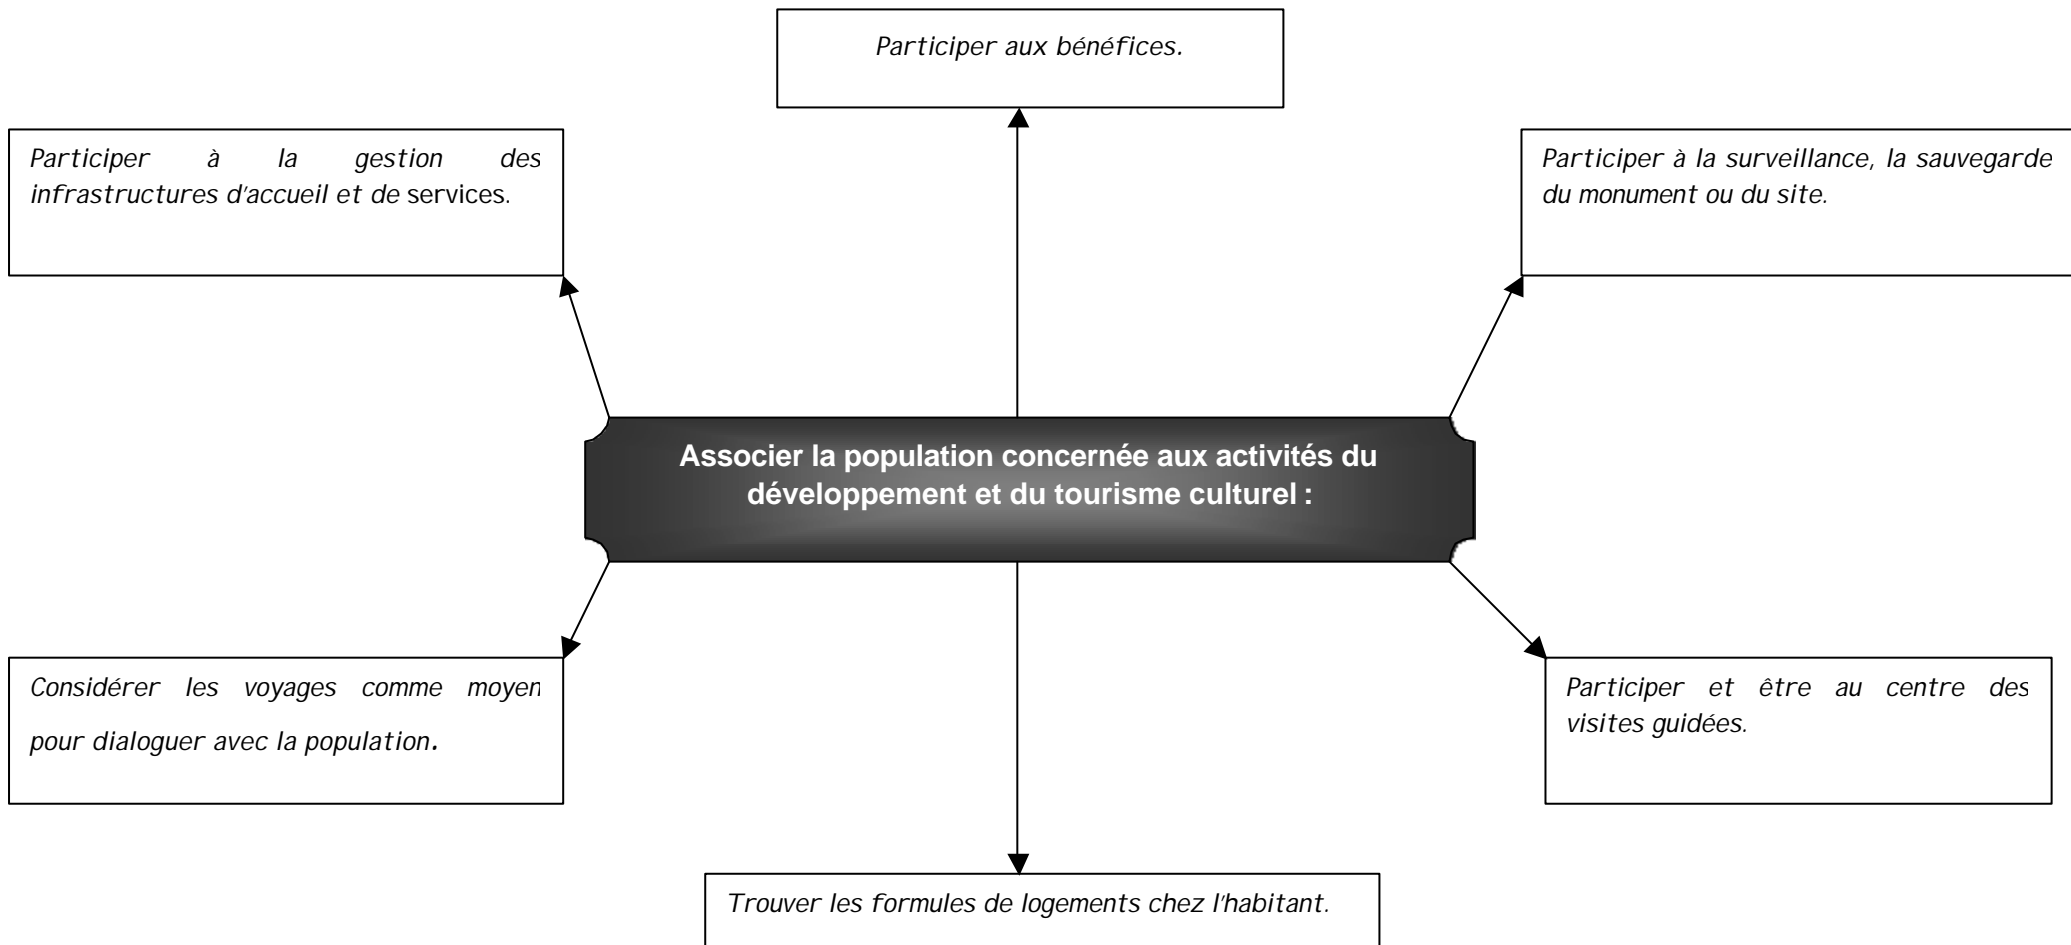 Participer aux bénéfices.
Participer à la gestion des
infrastructures d'accueil et de services.
Participer à la surveillance, la sauvegarde
du monument ou du site.
Associer la population concernée aux activités du
développement et du tourisme culturel :
Considérer les voyages comme moyen
pour dialoguer avec la population.
Participer et être au centre des
visites guidées.
Trouver les formules de logements chez l'habitant.